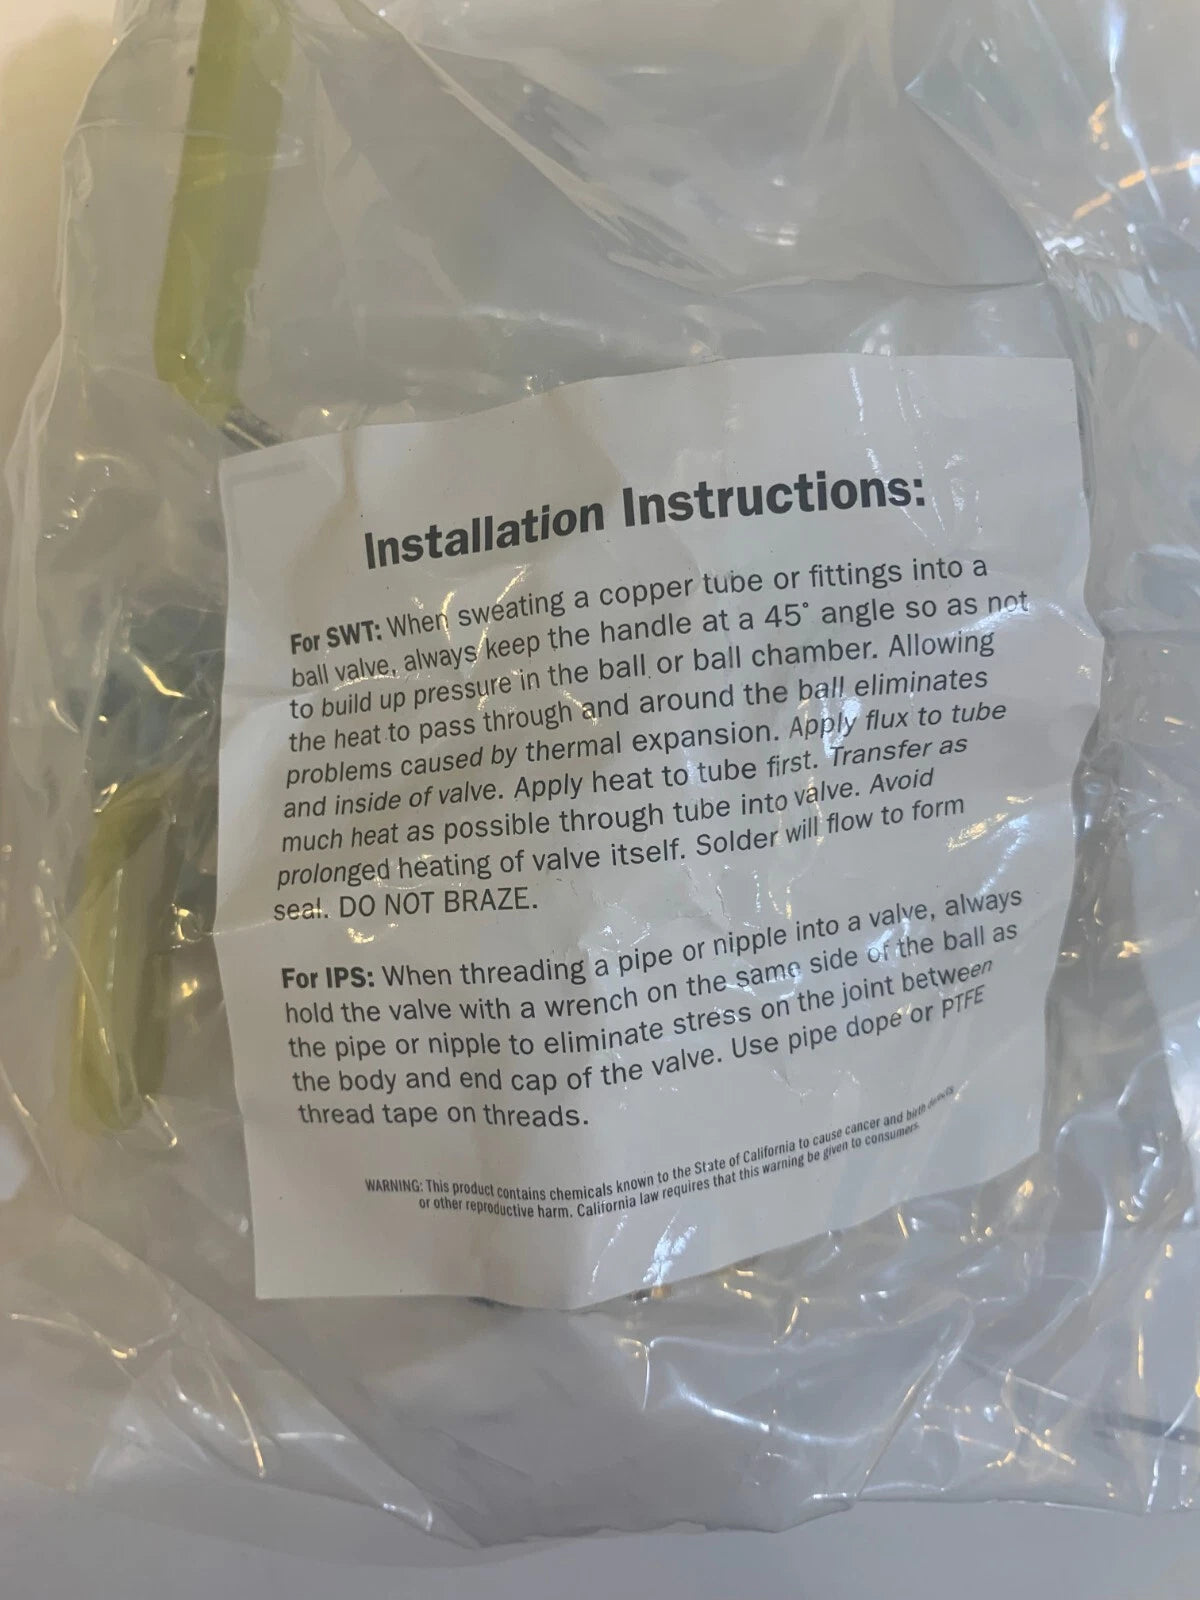 Installation Instructions:
For SWT: When sweating a copper tube or fittings into a
ball valve, always keep the handle at a 45° angle so as not
to build up pressure in the ball or ball chamber. Allowing
the heat to pass through and around the ball eliminates
problems caused by thermal expansion. Apply flux to tube
and inside of valve. Apply heat to tube first. Transfer as
much heat as possible through tube into valve. Avoid
prolonged heating of valve itself. Solder will flow to form
seal. DO NOT BRAZE.
For IPS: When threading a pipe or nipple into a valve, always
hold the valve with a wrench on the same side of the ball as
the pipe or nipple to eliminate stress on the joint between
the body and end cap of the valve. Use pipe dope or PTFE
thread tape on threads.
WARNING: This product contains chemicals known to the State of California to cause cancer and birth defects
or other reproductive harm. California law requires that this warning be given to consumers.